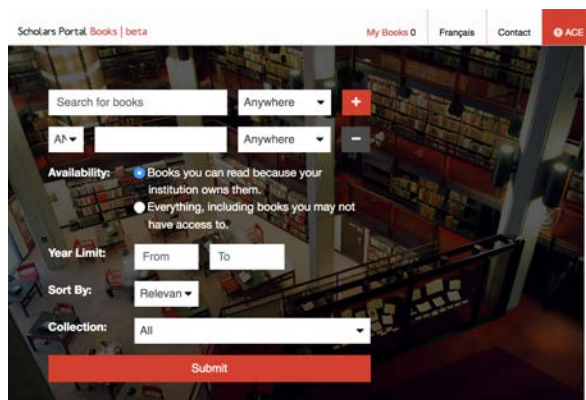 Scholars Portal Books | beta
My Books 0 Français Contact ACE
Search for books Anywhere +
AN Anywhere -
Availability: Books you can read because your
institution owns them.
Everything, including books you may not
have access to.
Year Limit: From To
Sort By: Relevan
Collection: All
Submit